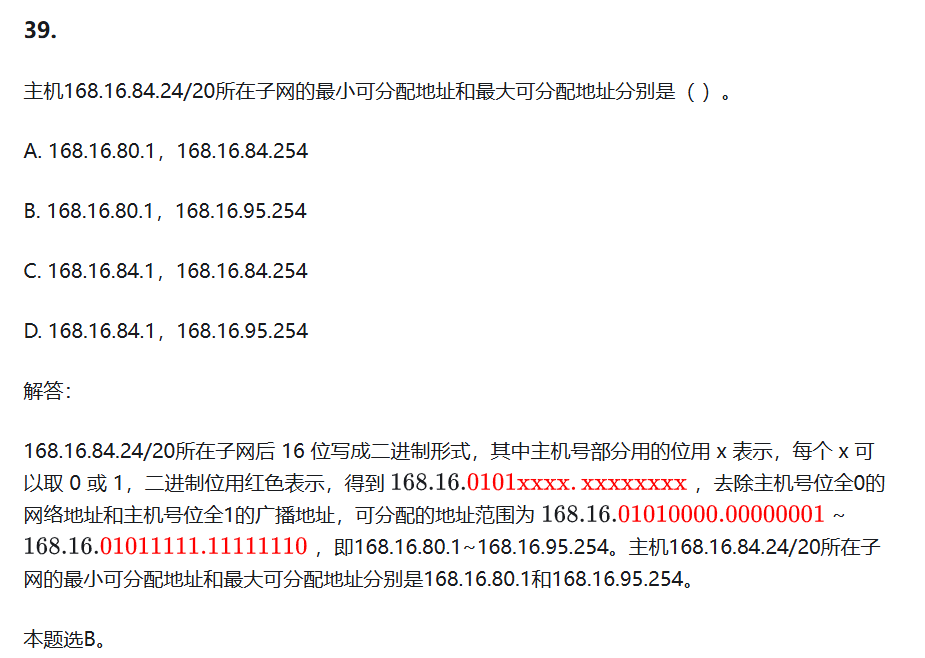 39.
主机168.16.84.24/20所在子网的最小可分配地址和最大可分配地址分别是（ ）。
A. 168.16.80.1，168.16.84.254
B. 168.16.80.1，168.16.95.254
C. 168.16.84.1，168.16.84.254
D. 168.16.84.1，168.16.95.254
解答：
168.16.84.24/20所在子网后 16 位写成二进制形式，其中主机号部分用的位用 x 表示，每个 x 可
以取 0 或 1，二进制位用红色表示，得到 168.16.0101xxxx. xxxxxxxx ，去除主机号位全0的
网络地址和主机号位全1的广播地址，可分配的地址范围为 168.16.01010000.00000001 ~
168.16.01011111.11111110 ，即168.16.80.1~168.16.95.254。主机168.16.84.24/20所在子
网的最小可分配地址和最大可分配地址分别是168.16.80.1和168.16.95.254。
本题选B。